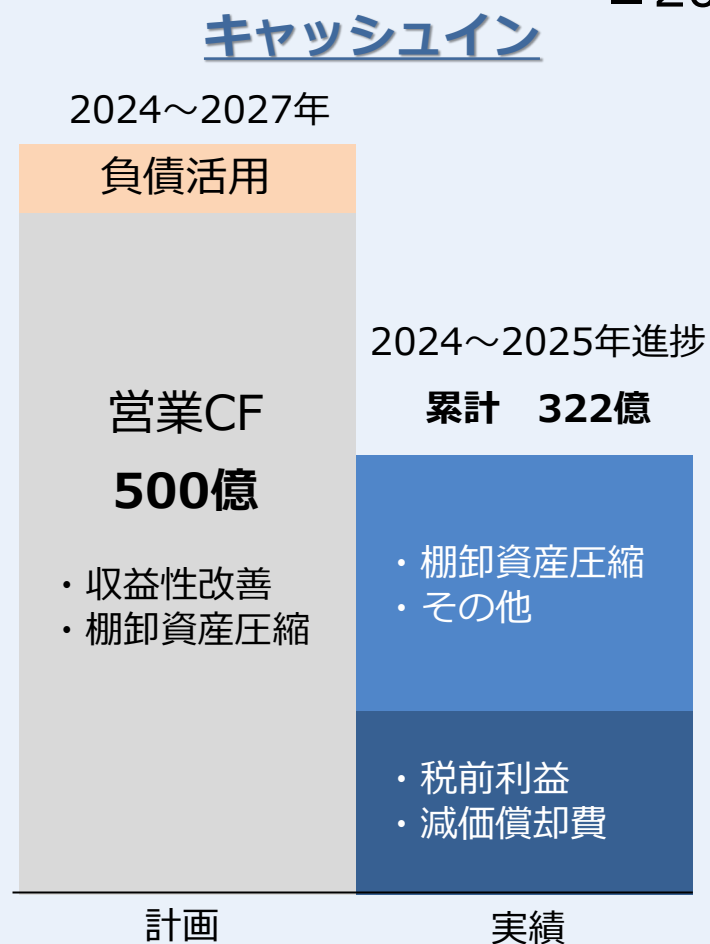 キャッシュイン
2024～2027年
負債活用
営業CF
500億
・収益性改善
・棚卸資産圧縮
計画
2024～2025年進捗
累計　322億
・棚卸資産圧縮
・その他
・税前利益
・減価償却費
実績